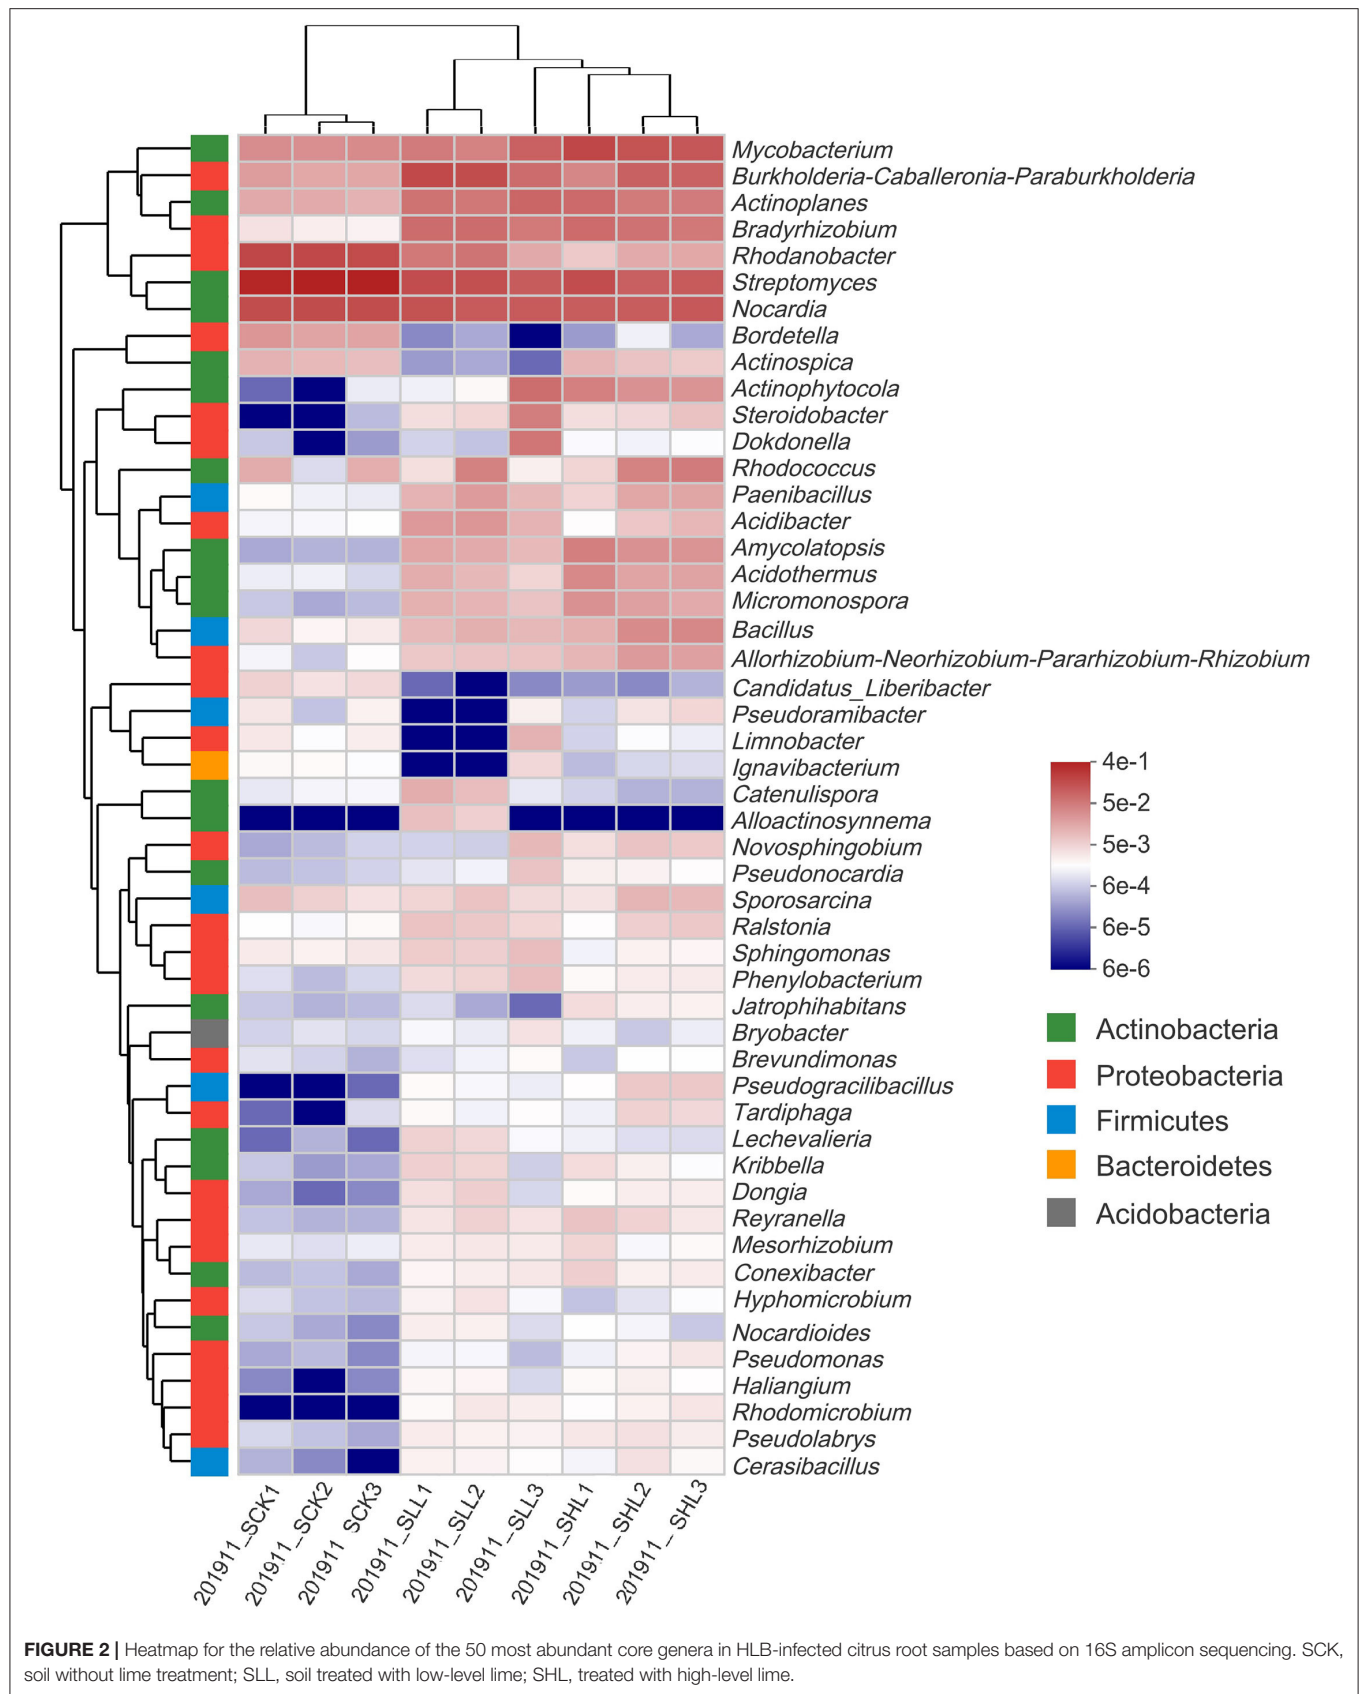 Mycobacterium
Burkholderia-Caballeronia-Paraburkholderia
Actinoplanes
Bradyrhizobium
Rhodanobacter
Streptomyces
Nocardia
Bordetella
Actinospica
Actinophytocola
Steroidobacter
Dokdonella
Rhodococcus
Paenibacillus
Acidibacter
Amycolatopsis
Acidothermus
Micromonospora
Bacillus
Allorhizobium-Neorhizobium-Pararhizobium-Rhizobium
Candidatus_Liberibacter
Pseudoramibacter
Limnobacter
Ignavibacterium
Catenulispora
Alloactinosynnema
Novosphingobium
Pseudonocardia
Sporosarcina
Ralstonia
Sphingomonas
Phenylobacterium
Jatrophihabitans
Bryobacter
Brevundimonas
Pseudogracilibacillus
Tardiphaga
Lechevalieria
Kribbella
Dongia
Reyranella
Mesorhizobium
Conexibacter
Hyphomicrobium
Nocardioides
Pseudomonas
Haliangium
Rhodomicrobium
Pseudolabrys
Cerasibacillus
4e-1
5e-2
5e-3
6e-4
6e-5
6e-6
Actinobacteria
Proteobacteria
Firmicutes
Bacteroidetes
Acidobacteria
201911_SCK1
201911_SCK2
201911_SCK3
201911_SLL1
201911_SLL2
201911_SLL3
201911_SHL1
201911_SHL2
201911_SHL3
FIGURE 2 | Heatmap for the relative abundance of the 50 most abundant core genera in HLB-infected citrus root samples based on 16S amplicon sequencing. SCK,
soil without lime treatment; SLL, soil treated with low-level lime; SHL, treated with high-level lime.